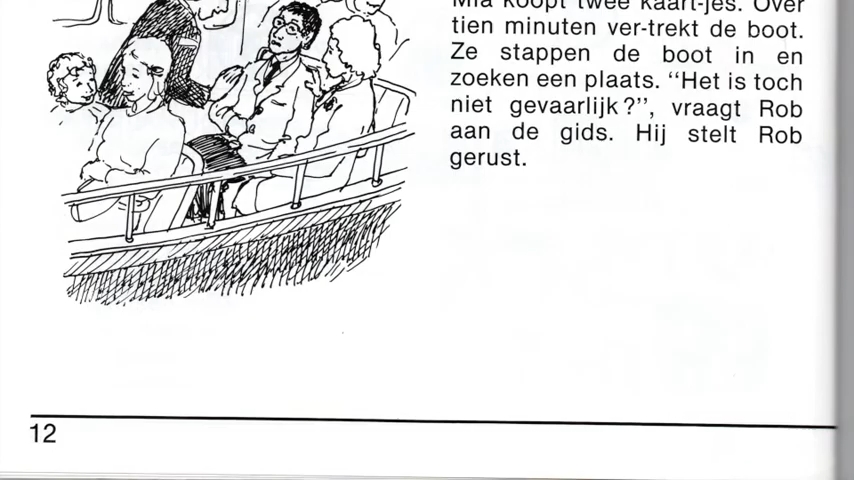 Mia koopt twee kaart-jes. Over
tien minuten ver-trekt de boot.
Ze stappen de boot in en
zoeken een plaats. “Het is toch
niet gevaarlijk?”, vraagt Rob
aan de gids. Hij stelt Rob
gerust.
12